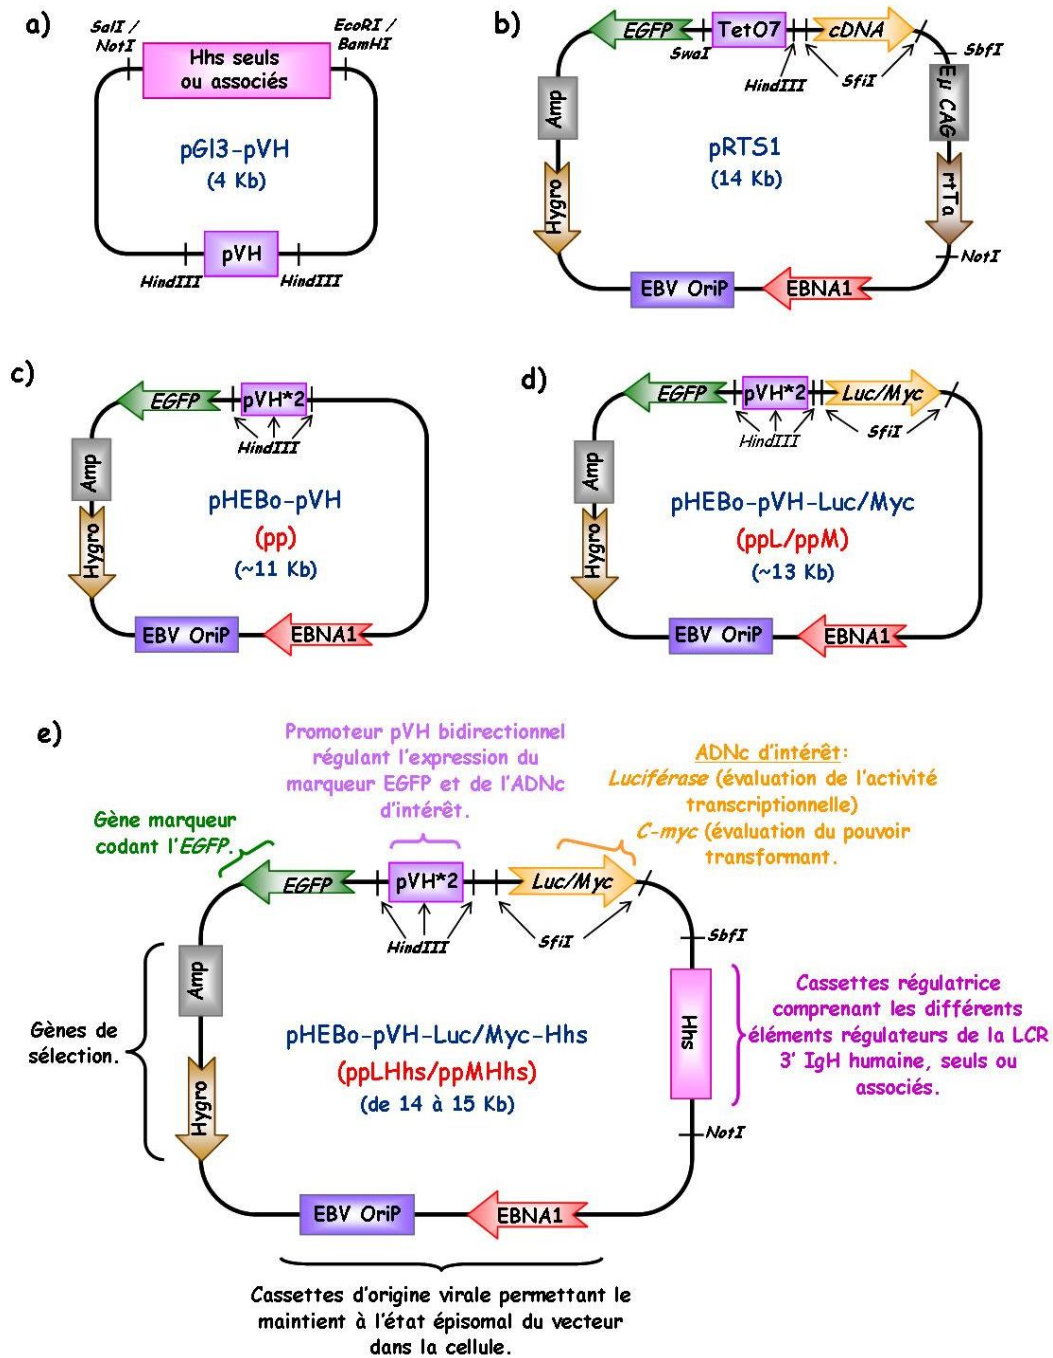 a)
SalI /
NotI
EcoRI /
BamHI
Hhs seuls
ou associés
pGl3-pVH
(4 Kb)
HindIII
pVH
HindIII
b)
EGFP
SwaI
TetO7
HindIII
cDNA
SfiI
SbfI
Eµ CAG
rtTa
NotI
Amp
Hygro
pRTS1
(14 Kb)
EBV OriP
EBNA1
c)
EGFP
pVH*2
HindIII
Amp
Hygro
pHEBo-pVH
(pp)
(~11 Kb)
EBV OriP
EBNA1
d)
EGFP
pVH*2
HindIII
Luc/Myc
SfiI
Amp
Hygro
pHEBo-pVH-Luc/Myc
(ppL/ppM)
(~13 Kb)
EBV OriP
EBNA1
e)
Promoteur pVH bidirectionnel
régulant l'expression du
marqueur EGFP et de l'ADNc
d'intérêt.
ADNc d'intérêt:
Luciférase (évaluation de l'activité
transcriptionnelle)
C-myc (évaluation du pouvoir
transformant.
Gène marqueur
codant l'EGFP.
EGFP
pVH*2
HindIII
Luc/Myc
SfiI
SbfI
Hhs
NotI
Cassettes régulatrice
comprenant les différents
éléments régulateurs de la LCR
3' IgH humaine, seuls ou
associés.
Gènes de
sélection.
Amp
Hygro
pHEBo-pVH-Luc/Myc-Hhs
(ppLHhs/ppMHhs)
(de 14 à 15 Kb)
EBV OriP
EBNA1
Cassettes d'origine virale permettant le
maintient à l'état épisomal du vecteur
dans la cellule.